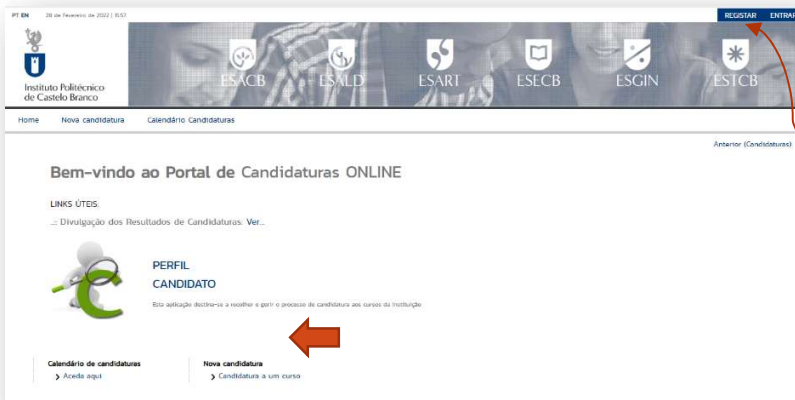 PT EN 28 de Fevereiro de 2022 | 15:57
REGISTAR ENTRAR
Instituto Politécnico
de Castelo Branco
ESACB ESALD ESART ESECB ESGIN ESTCB
Home Nova candidatura Calendário Candidaturas
Anterior (Candidaturas)
Bem-vindo ao Portal de Candidaturas ONLINE
LINKS ÚTEIS:
..:: Divulgação dos Resultados de Candidaturas: Ver...
PERFIL
CANDIDATO
Esta aplicação destina-se a recolher e gerir o processo de candidatura aos cursos da Instituição
Calendário de candidaturas Nova candidatura
> Aceda aqui > Candidatura a um curso